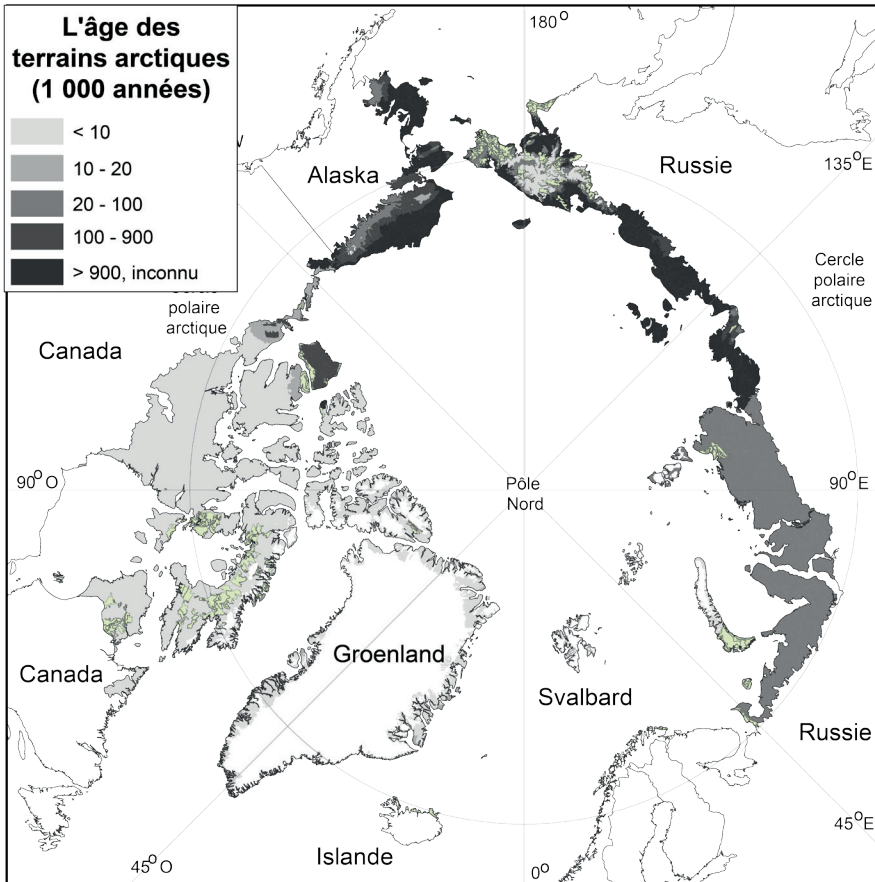 L'âge des
terrains arctiques
(1 000 années)
< 10
10 - 20
20 - 100
100 - 900
> 900, inconnu
180°
Alaska
Russie
135°E
Cercle
polaire
arctique
polaire
arctique
Canada
90° O
Pôle
Nord
90°E
Groenland
Canada
Svalbard
Russie
45°E
45° O
Islande
0°